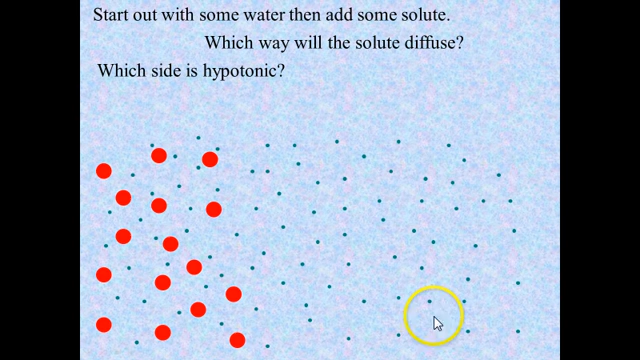 Start out with some water then add some solute.
Which way will the solute diffuse?
Which side is hypotonic?